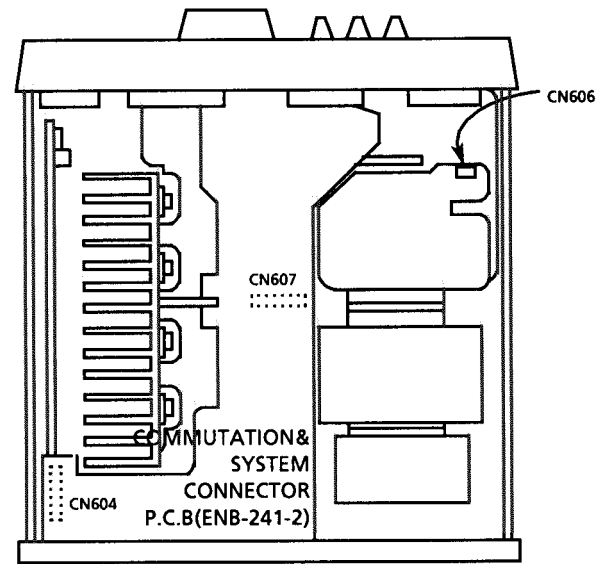 CN606
CN607
COMMUTATION&
SYSTEM
CONNECTOR
P.C.B(ENB-241-2)
CN604